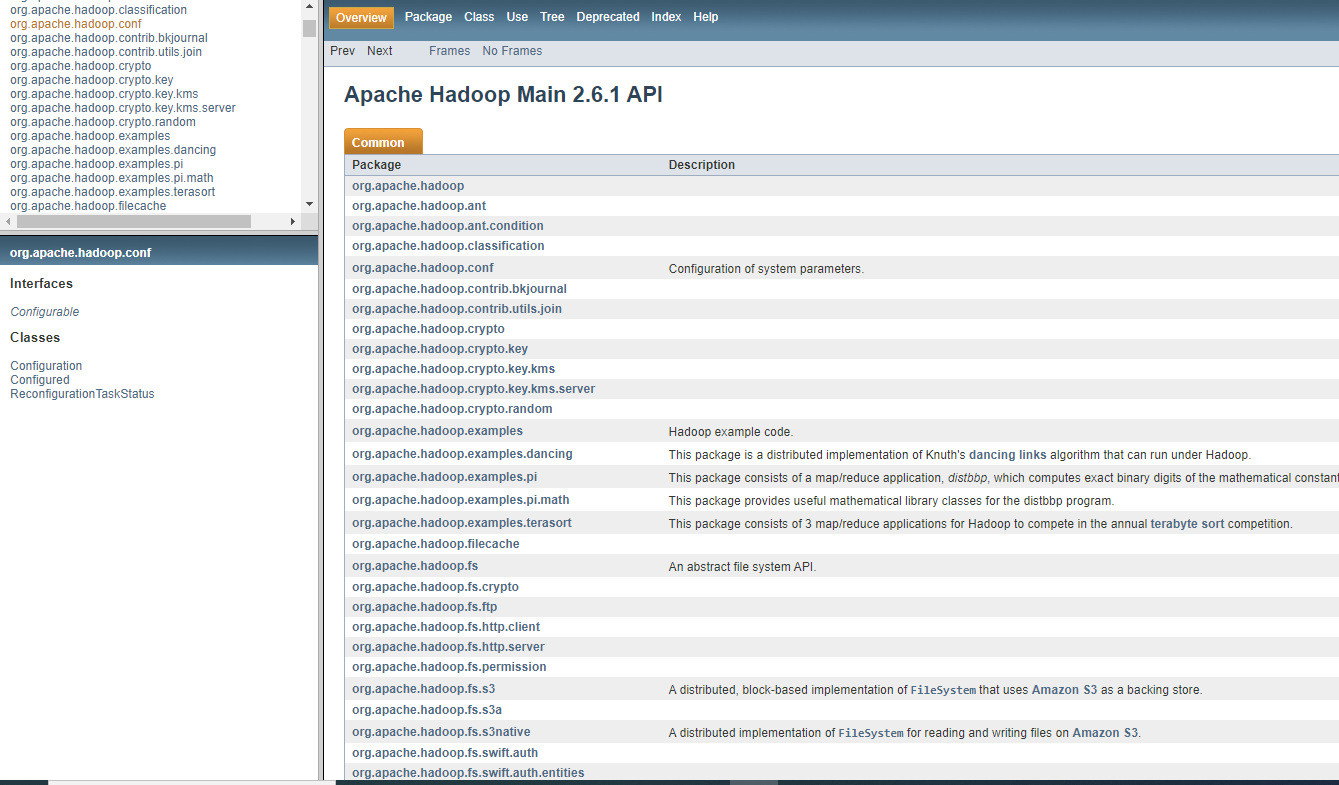 org.apache.hadoop.classification
org.apache.hadoop.conf
org.apache.hadoop.contrib.bkjournal
org.apache.hadoop.contrib.utils.join
org.apache.hadoop.crypto
org.apache.hadoop.crypto.key
org.apache.hadoop.crypto.key.kms
org.apache.hadoop.crypto.key.kms.server
org.apache.hadoop.crypto.random
org.apache.hadoop.examples
org.apache.hadoop.examples.dancing
org.apache.hadoop.examples.pi
org.apache.hadoop.examples.pi.math
org.apache.hadoop.examples.terasort
org.apache.hadoop.filecache
org.apache.hadoop.conf
Interfaces
Configurable
Classes
Configuration
Configured
ReconfigurationTaskStatus
Overview Package Class Use Tree Deprecated Index Help
Prev Next Frames No Frames
Apache Hadoop Main 2.6.1 API
Common
Package Description
org.apache.hadoop
org.apache.hadoop.ant
org.apache.hadoop.ant.condition
org.apache.hadoop.classification
org.apache.hadoop.conf Configuration of system parameters.
org.apache.hadoop.contrib.bkjournal
org.apache.hadoop.contrib.utils.join
org.apache.hadoop.crypto
org.apache.hadoop.crypto.key
org.apache.hadoop.crypto.key.kms
org.apache.hadoop.crypto.key.kms.server
org.apache.hadoop.crypto.random
org.apache.hadoop.examples Hadoop example code.
org.apache.hadoop.examples.dancing This package is a distributed implementation of Knuth's dancing links algorithm that can run under Hadoop.
org.apache.hadoop.examples.pi This package consists of a map/reduce application, distbbp, which computes exact binary digits of the mathematical constant
org.apache.hadoop.examples.pi.math This package provides useful mathematical library classes for the distbbp program.
org.apache.hadoop.examples.terasort This package consists of 3 map/reduce applications for Hadoop to compete in the annual terabyte sort competition.
org.apache.hadoop.filecache
org.apache.hadoop.fs An abstract file system API.
org.apache.hadoop.fs.crypto
org.apache.hadoop.fs.ftp
org.apache.hadoop.fs.http.client
org.apache.hadoop.fs.http.server
org.apache.hadoop.fs.permission
org.apache.hadoop.fs.s3 A distributed, block-based implementation of FileSystem that uses Amazon S3 as a backing store.
org.apache.hadoop.fs.s3a
org.apache.hadoop.fs.s3native A distributed implementation of FileSystem for reading and writing files on Amazon S3.
org.apache.hadoop.fs.swift.auth
org.apache.hadoop.fs.swift.auth.entities